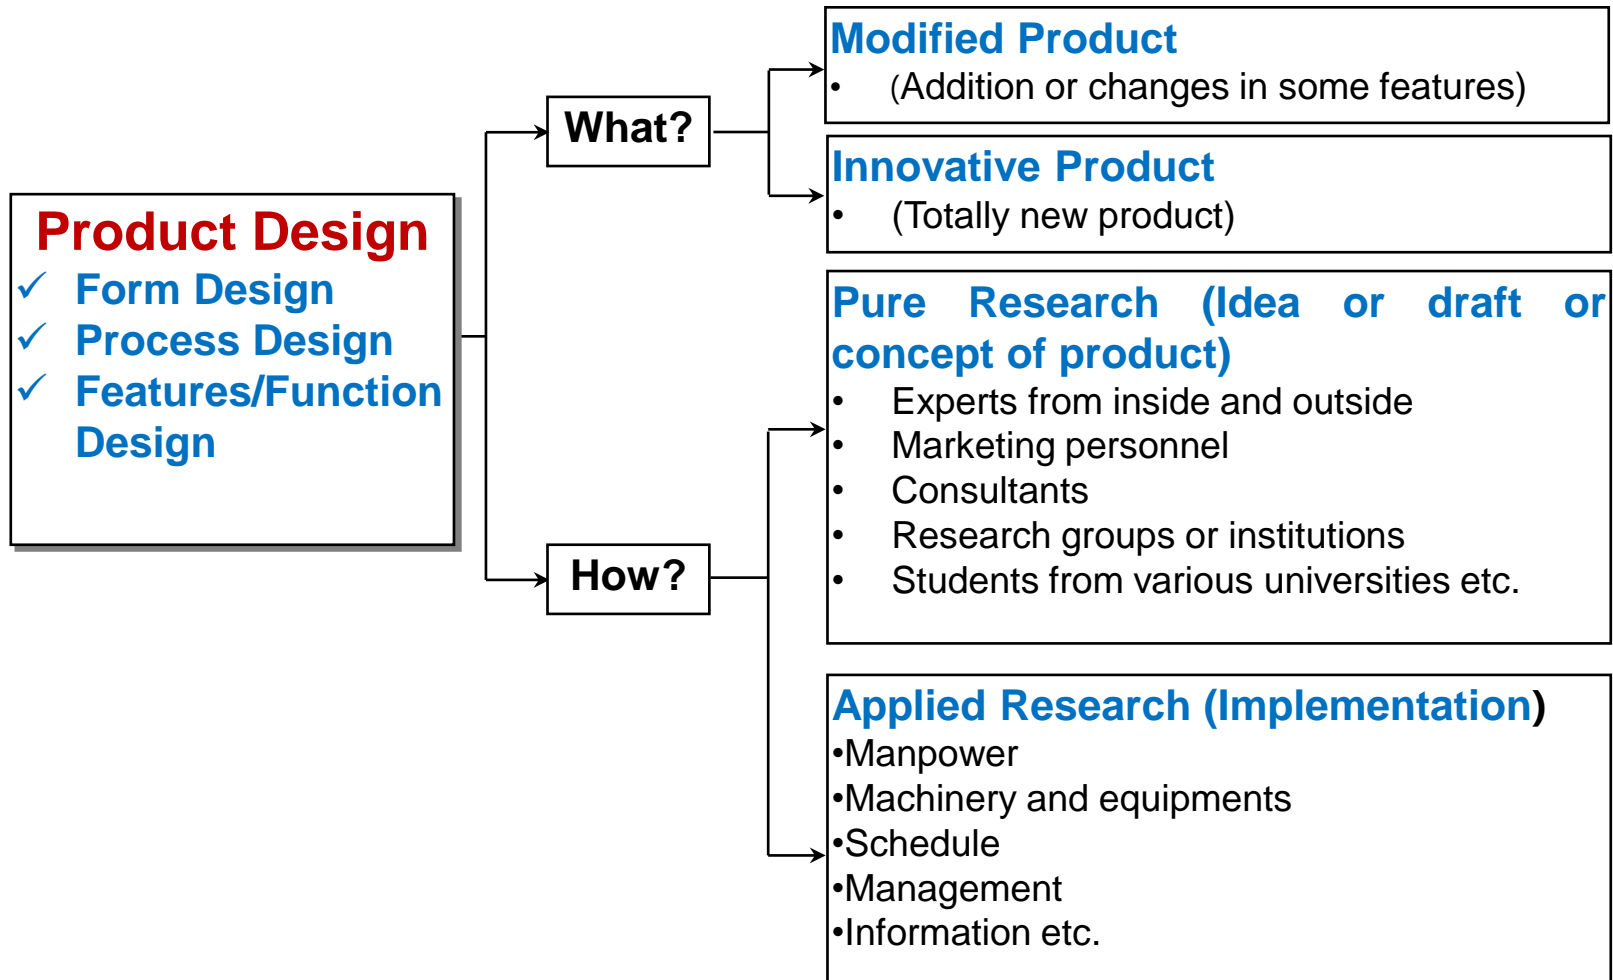 Product Design
✓ Form Design
✓ Process Design
✓ Features/Function
Design
What?
Modified Product
• (Addition or changes in some features)
Innovative Product
• (Totally new product)
How?
Pure Research (Idea or draft or
concept of product)
• Experts from inside and outside
• Marketing personnel
• Consultants
• Research groups or institutions
• Students from various universities etc.
Applied Research (Implementation)
•Manpower
•Machinery and equipments
•Schedule
•Management
•Information etc.